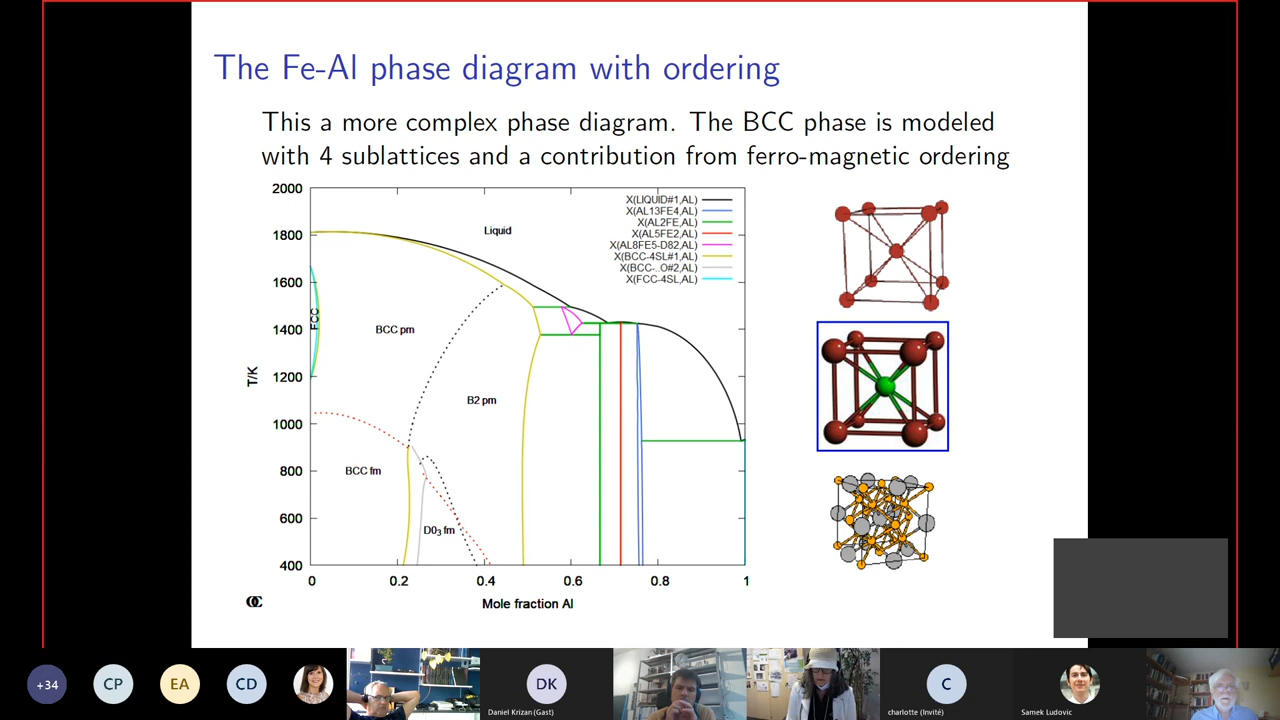 The Fe-Al phase diagram with ordering
This a more complex phase diagram. The BCC phase is modeled
with 4 sublattices and a contribution from ferro-magnetic ordering
2000
1800
1600
1400
1200
1000
800
600
400
T/K
0
0.2
0.4
0.6
0.8
1
Mole fraction Al
Liquid
X(LIQUID#1,AL)
X(AL13FE4,AL)
X(AL2FE,AL)
X(AL5FE2,AL)
X(AL8FE5-D82,AL)
X(BCC-4SL#1,AL)
X(BCC-..O#2,AL)
X(FCC-4SL,AL)
FCC
BCC pm
B2 pm
BCC fm
D03 fm
OC
+34
CP
EA
CD
DK
Daniel Krizan (Gast)
C
charlotte (Invité)
Samek Ludovic